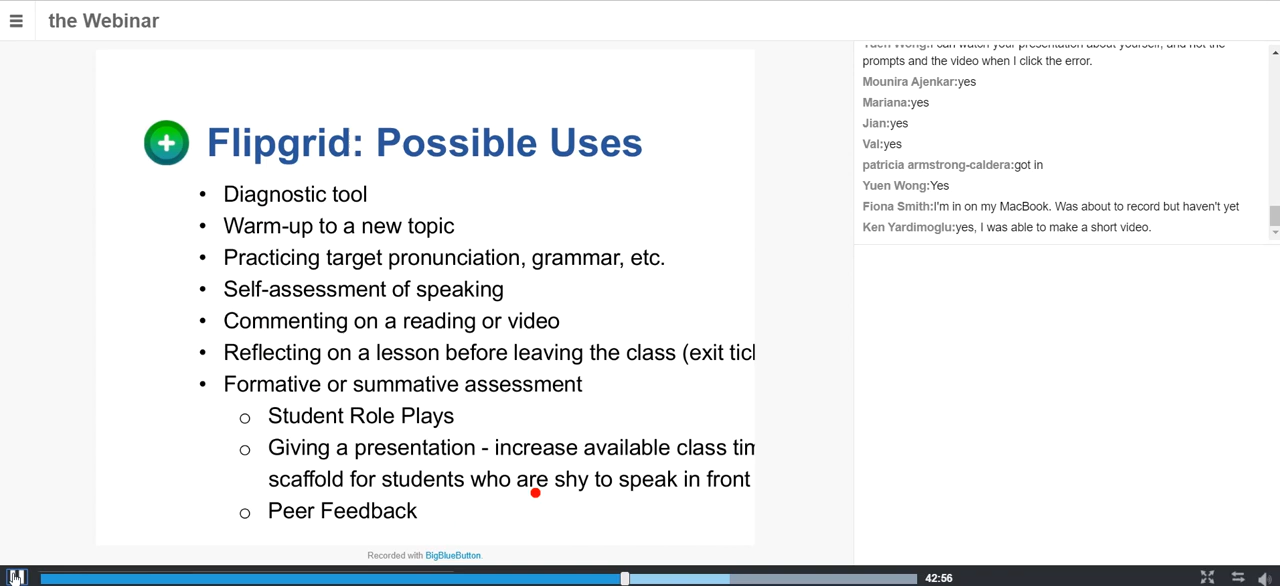 the Webinar
Flipgrid: Possible Uses
• Diagnostic tool
• Warm-up to a new topic
• Practicing target pronunciation, grammar, etc.
• Self-assessment of speaking
• Commenting on a reading or video
• Reflecting on a lesson before leaving the class (exit
• Formative or summative assessment
o Student Role Plays
o Giving a presentation - increase available class
scaffold for students who are shy to speak in front
o Peer Feedback
Recorded with BigBlueButton.
Yuen Wong:I can watch your presentation about yourself, and not the
prompts and the video when I click the error.
Mounira Ajenkar:yes
Mariana:yes
Jian:yes
Val:yes
patricia armstrong-caldera:got in
Yuen Wong:Yes
Fiona Smith:I'm in on my MacBook. Was about to record but haven't yet
Ken Yardimoglu:yes, I was able to make a short video.
42:56